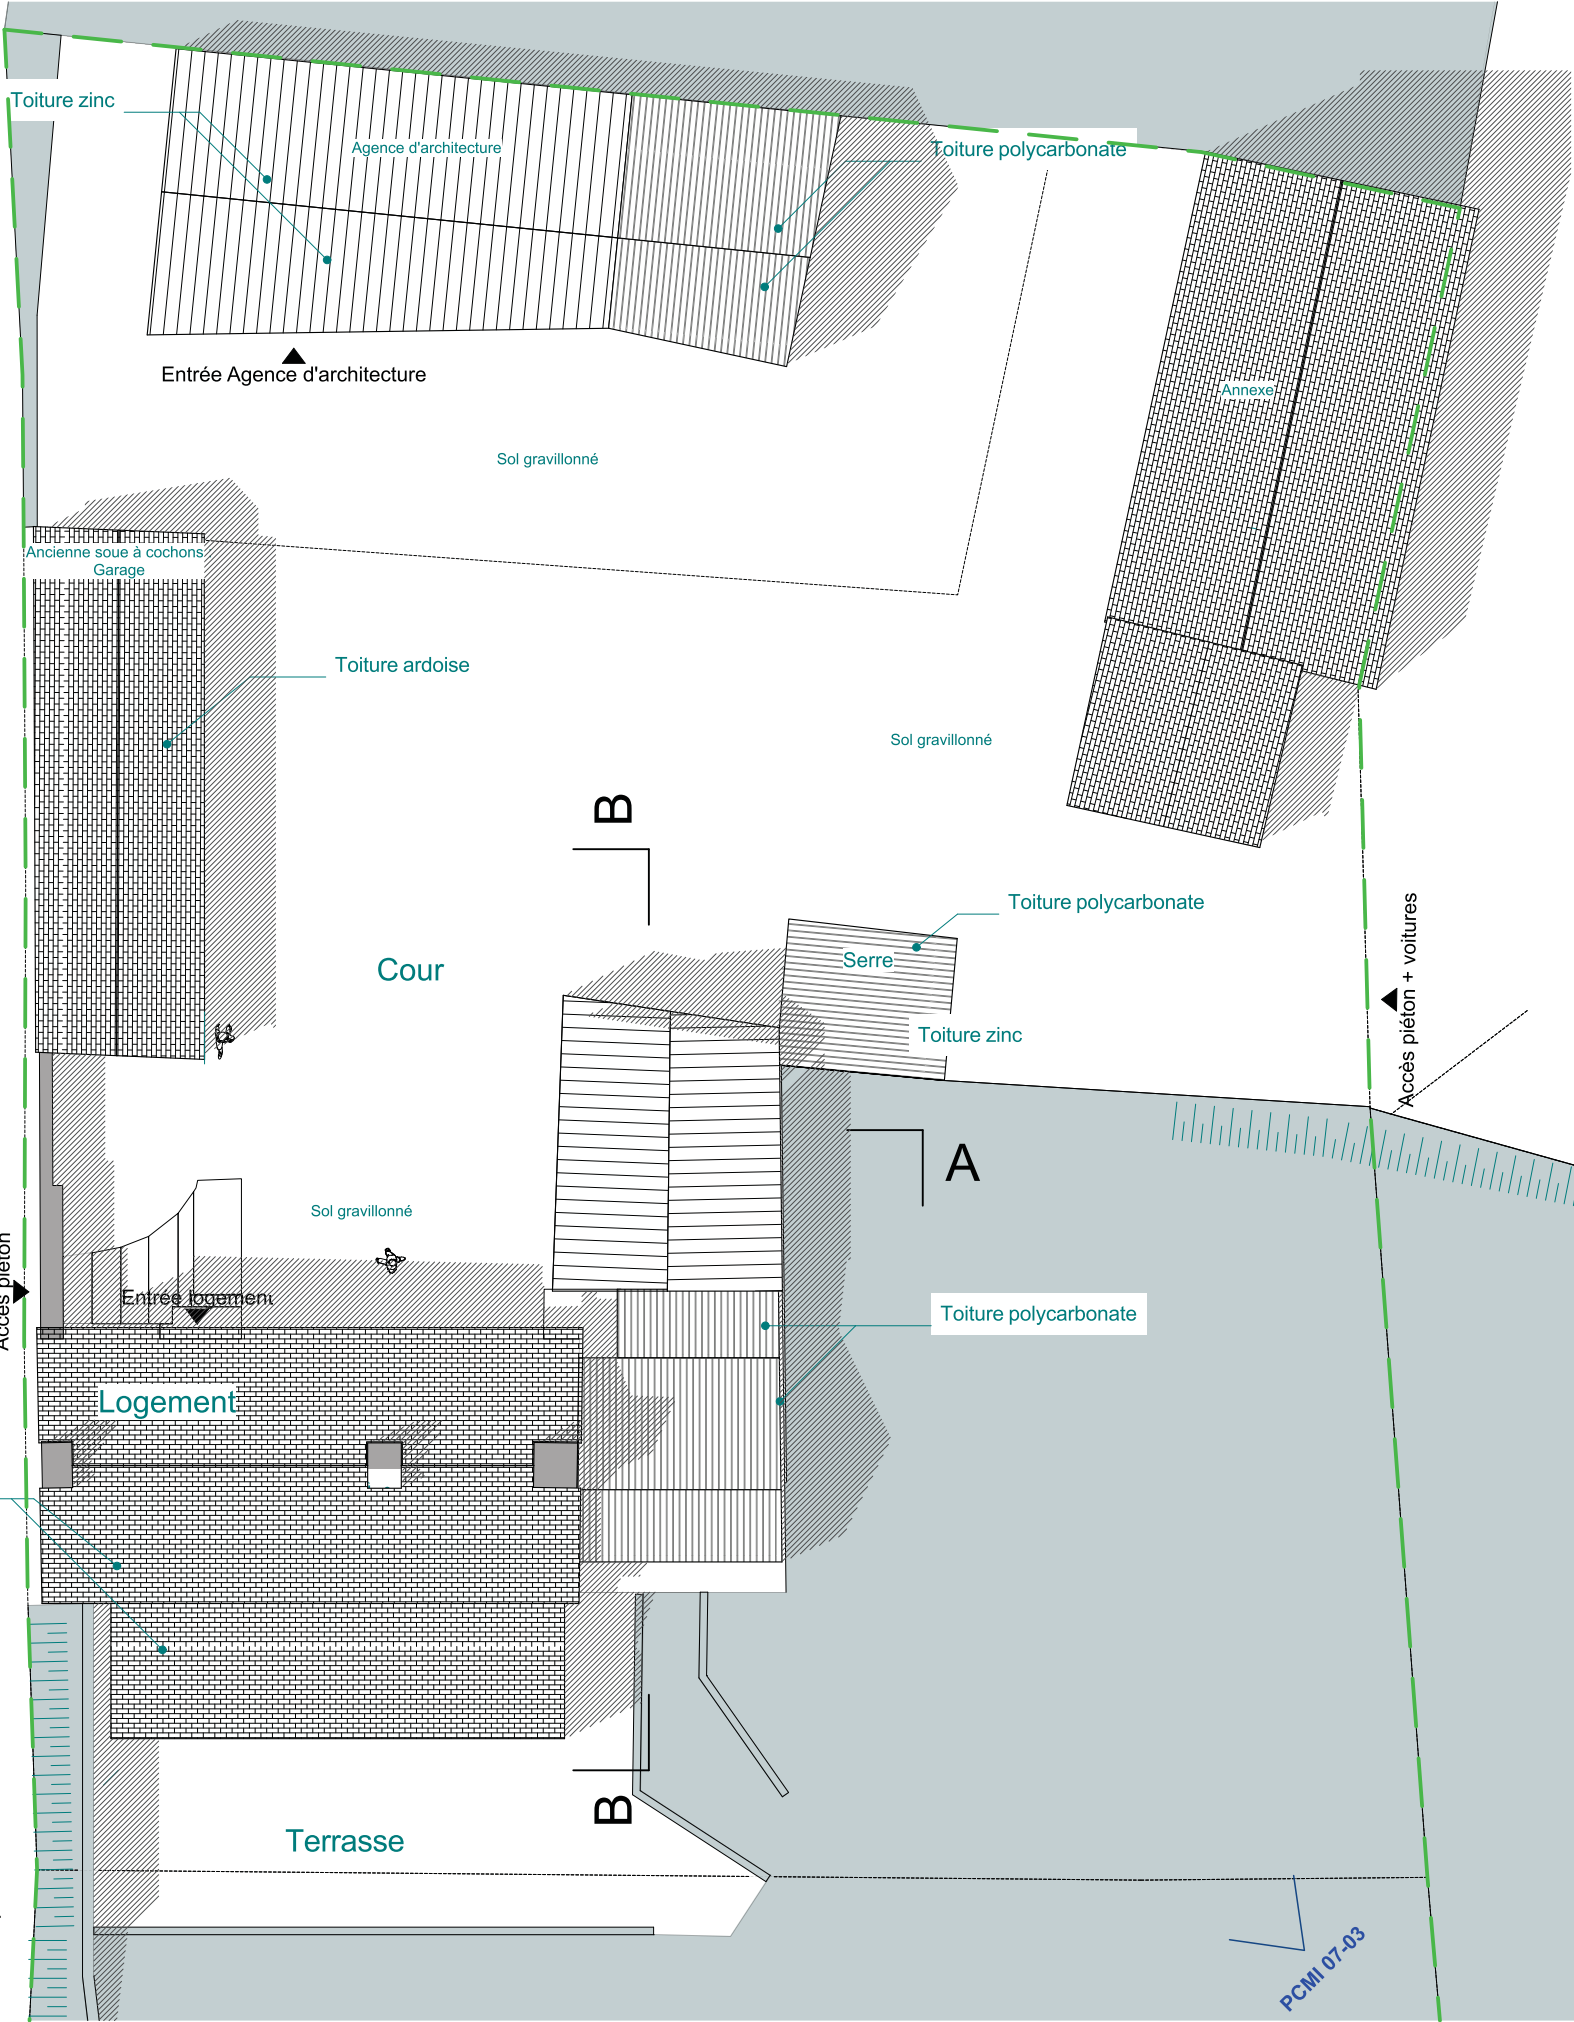 Toiture zinc
Agence d'architecture
Toiture polycarbonate
Entrée Agence d'architecture
Annexe
Sol gravillonné
Ancienne soue à cochons
Garage
Toiture ardoise
Sol gravillonné
B
Toiture polycarbonate
Accès piéton + voitures
Cour
Serre
Toiture zinc
A
Sol gravillonné
Accès piéton
Entrée logement
Toiture polycarbonate
Logement
B
Terrasse
PCMI 07-03